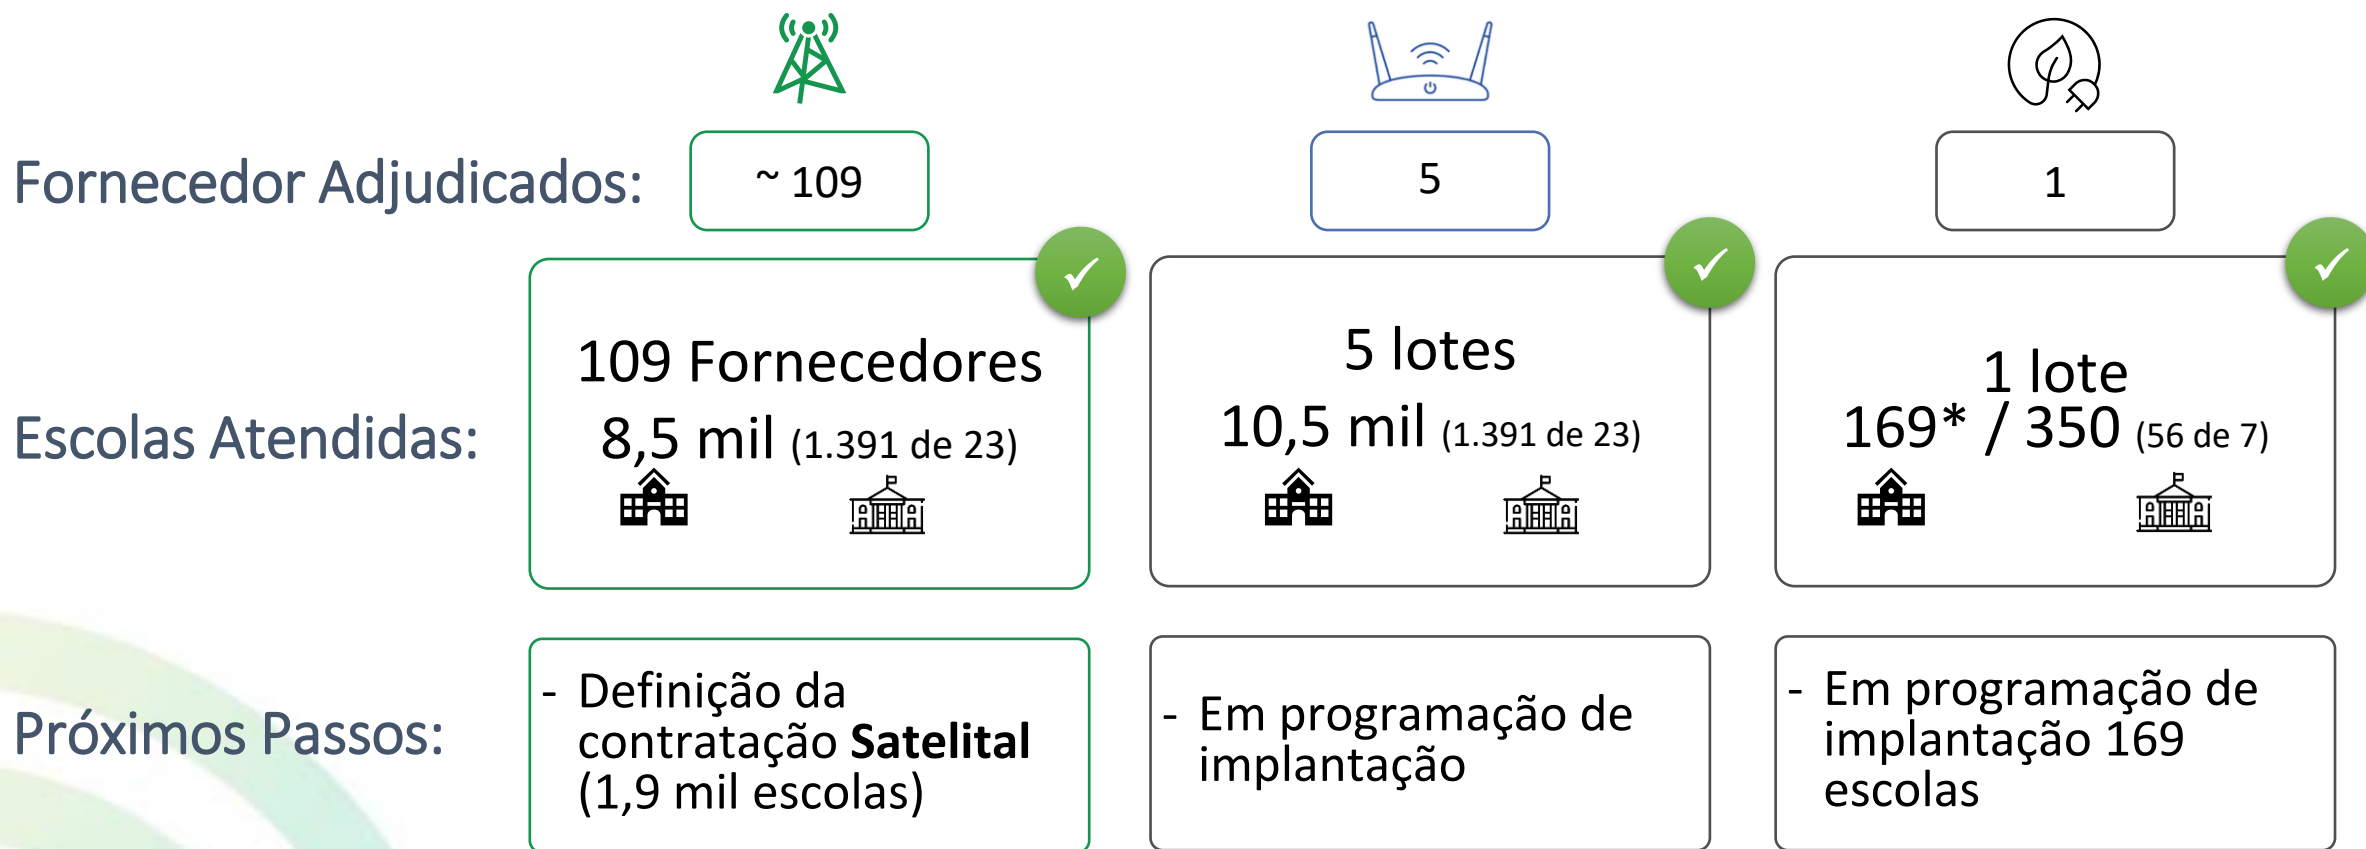 Fornecedor Adjudicados:
~ 109
5
1
Escolas Atendidas:
109 Fornecedores
8,5 mil (1.391 de 23)
5 lotes
10,5 mil (1.391 de 23)
1 lote
169* / 350 (56 de 7)
Próximos Passos:
- Definição da
contratação Satelital
(1,9 mil escolas)
- Em programação de
implantação
- Em programação de
implantação 169
escolas